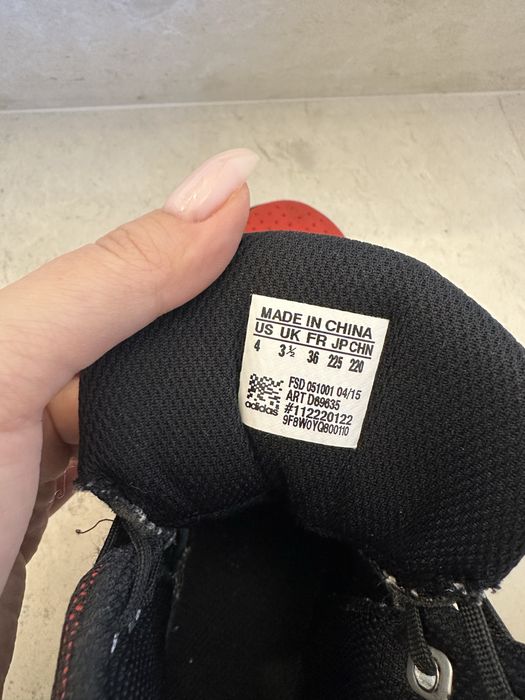 MADE IN CHINA
US UK FR JP CHN
4 3½ 36 225 220
FSD 051001 04/15
ART D69635
#112220122
adidas
9F8W0YQ800110